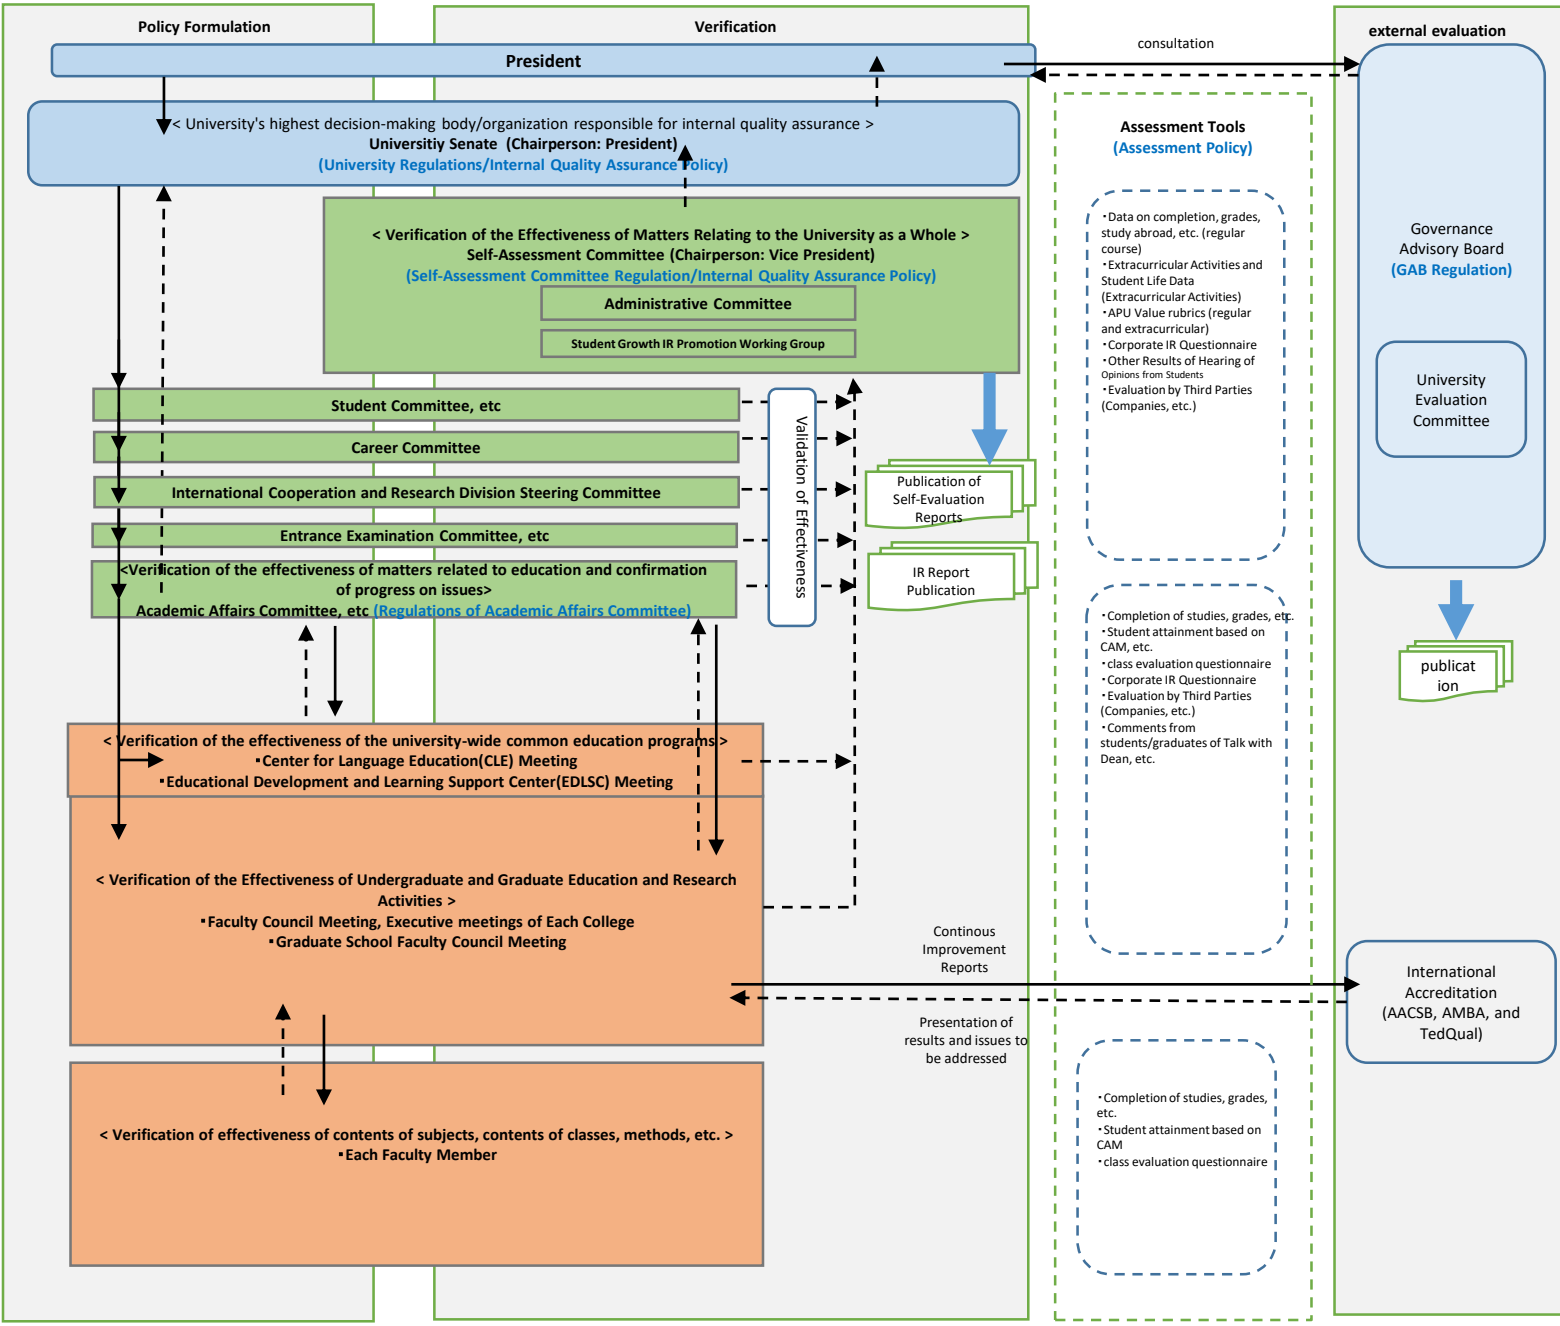 Policy Formulation
Verification
external evaluation
President
consultation
< University's highest decision-making body/organization responsible for internal quality assurance >
Universitiy Senate (Chairperson: President)
(University Regulations/Internal Quality Assurance Policy)
< Verification of the Effectiveness of Matters Relating to the University as a Whole >
Self-Assessment Committee (Chairperson: Vice President)
(Self-Assessment Committee Regulation/Internal Quality Assurance Policy)
Administrative Committee
Student Growth IR Promotion Working Group
Student Committee, etc
Career Committee
International Cooperation and Research Division Steering Committee
Entrance Examination Committee, etc
<Verification of the effectiveness of matters related to education and confirmation
of progress on issues>
Academic Affairs Committee, etc (Regulations of Academic Affairs Committee)
Validation of Effectiveness
Publication of
Self-Evaluation
Reports
IR Report
Publication
< Verification of the effectiveness of the university-wide common education programs >
・Center for Language Education(CLE) Meeting
・Educational Development and Learning Support Center(EDLSC) Meeting
< Verification of the Effectiveness of Undergraduate and Graduate Education and Research
Activities >
・Faculty Council Meeting, Executive meetings of Each College
・Graduate School Faculty Council Meeting
< Verification of effectiveness of contents of subjects, contents of classes, methods, etc. >
・Each Faculty Member
Continous
Improvement
Reports
Presentation of
results and issues to
be addressed
Assessment Tools
(Assessment Policy)
・Data on completion, grades,
study abroad, etc. (regular
course)
・Extracurricular Activities and
Student Life Data
(Extracurricular Activities)
・APU Value rubrics (regular
and extracurricular)
・Corporate IR Questionnaire
・Other Results of Hearing of
Opinions from Students
・Evaluation by Third Parties
(Companies, etc.)
・Completion of studies, grades, etc.
・Student attainment based on
CAM, etc.
・class evaluation questionnaire
・Corporate IR Questionnaire
・Evaluation by Third Parties
(Companies, etc.)
・Comments from
students/graduates of Talk with
Dean, etc.
・Completion of studies, grades,
etc.
・Student attainment based on
CAM
・class evaluation questionnaire
Governance
Advisory Board
(GAB Regulation)
University
Evaluation
Committee
publicat
ion
International
Accreditation
(AACSB, AMBA, and
TedQual)